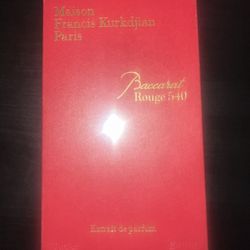 Maison
Francis Kurkdjian
Paris
Baccarat
Rouge 540
Extrait de parfum